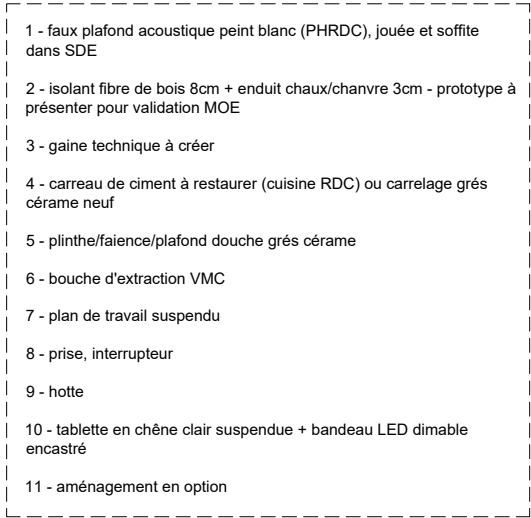 1 - faux plafond acoustique peint blanc (PHRDC), jouée et soffite
dans SDE
2 - isolant fibre de bois 8cm + enduit chaux/chanvre 3cm - prototype à
présenter pour validation MOE
3 - gaine technique à créer
4 - carreau de ciment à restaurer (cuisine RDC) ou carrelage grés
cérame neuf
5 - plinthe/faience/plafond douche grés cérame
6 - bouche d'extraction VMC
7 - plan de travail suspendu
8 - prise, interrupteur
9 - hotte
10 - tablette en chêne clair suspendue + bandeau LED dimable
encastré
11 - aménagement en option